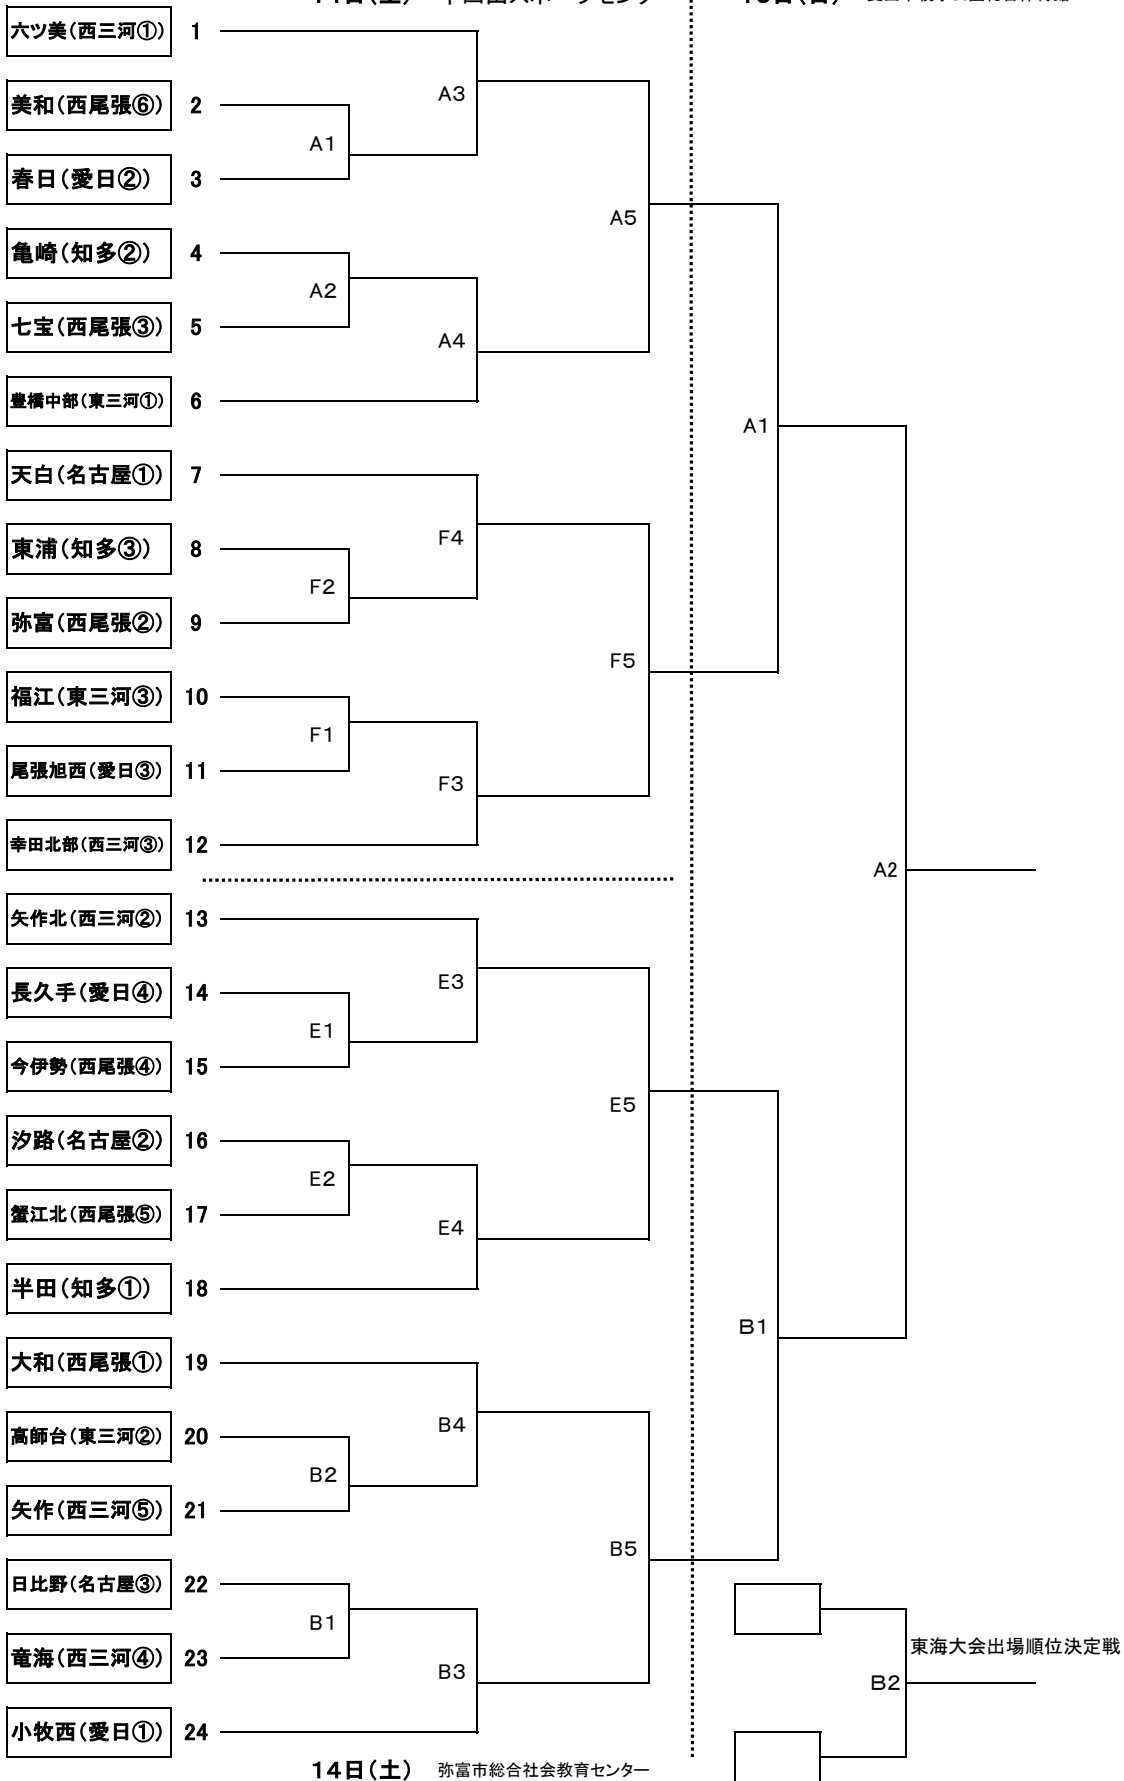 六ツ美(西三河①) 1
A3
美和(西尾張⑥) 2
A1
春日(愛日②) 3
A5
亀崎(知多②) 4
A2
七宝(西尾張③) 5
A4
豊橋中部(東三河①) 6
A1
天白(名古屋①) 7
F4
東浦(知多③) 8
F2
弥富(西尾張②) 9
F5
福江(東三河③) 10
F1
尾張旭西(愛日③) 11
F3
幸田北部(西三河③) 12
A2
矢作北(西三河②) 13
E3
長久手(愛日④) 14
E1
今伊勢(西尾張④) 15
E5
汐路(名古屋②) 16
E2
蟹江北(西尾張⑤) 17
E4
半田(知多①) 18
B1
大和(西尾張①) 19
B4
高師台(東三河②) 20
B2
矢作(西三河⑤) 21
B5
日比野(名古屋③) 22
B1
東海大会出場順位決定戦
竜海(西三河④) 23
B3
B2
小牧西(愛日①) 24
14日(土) 弥富市総合社会教育センター